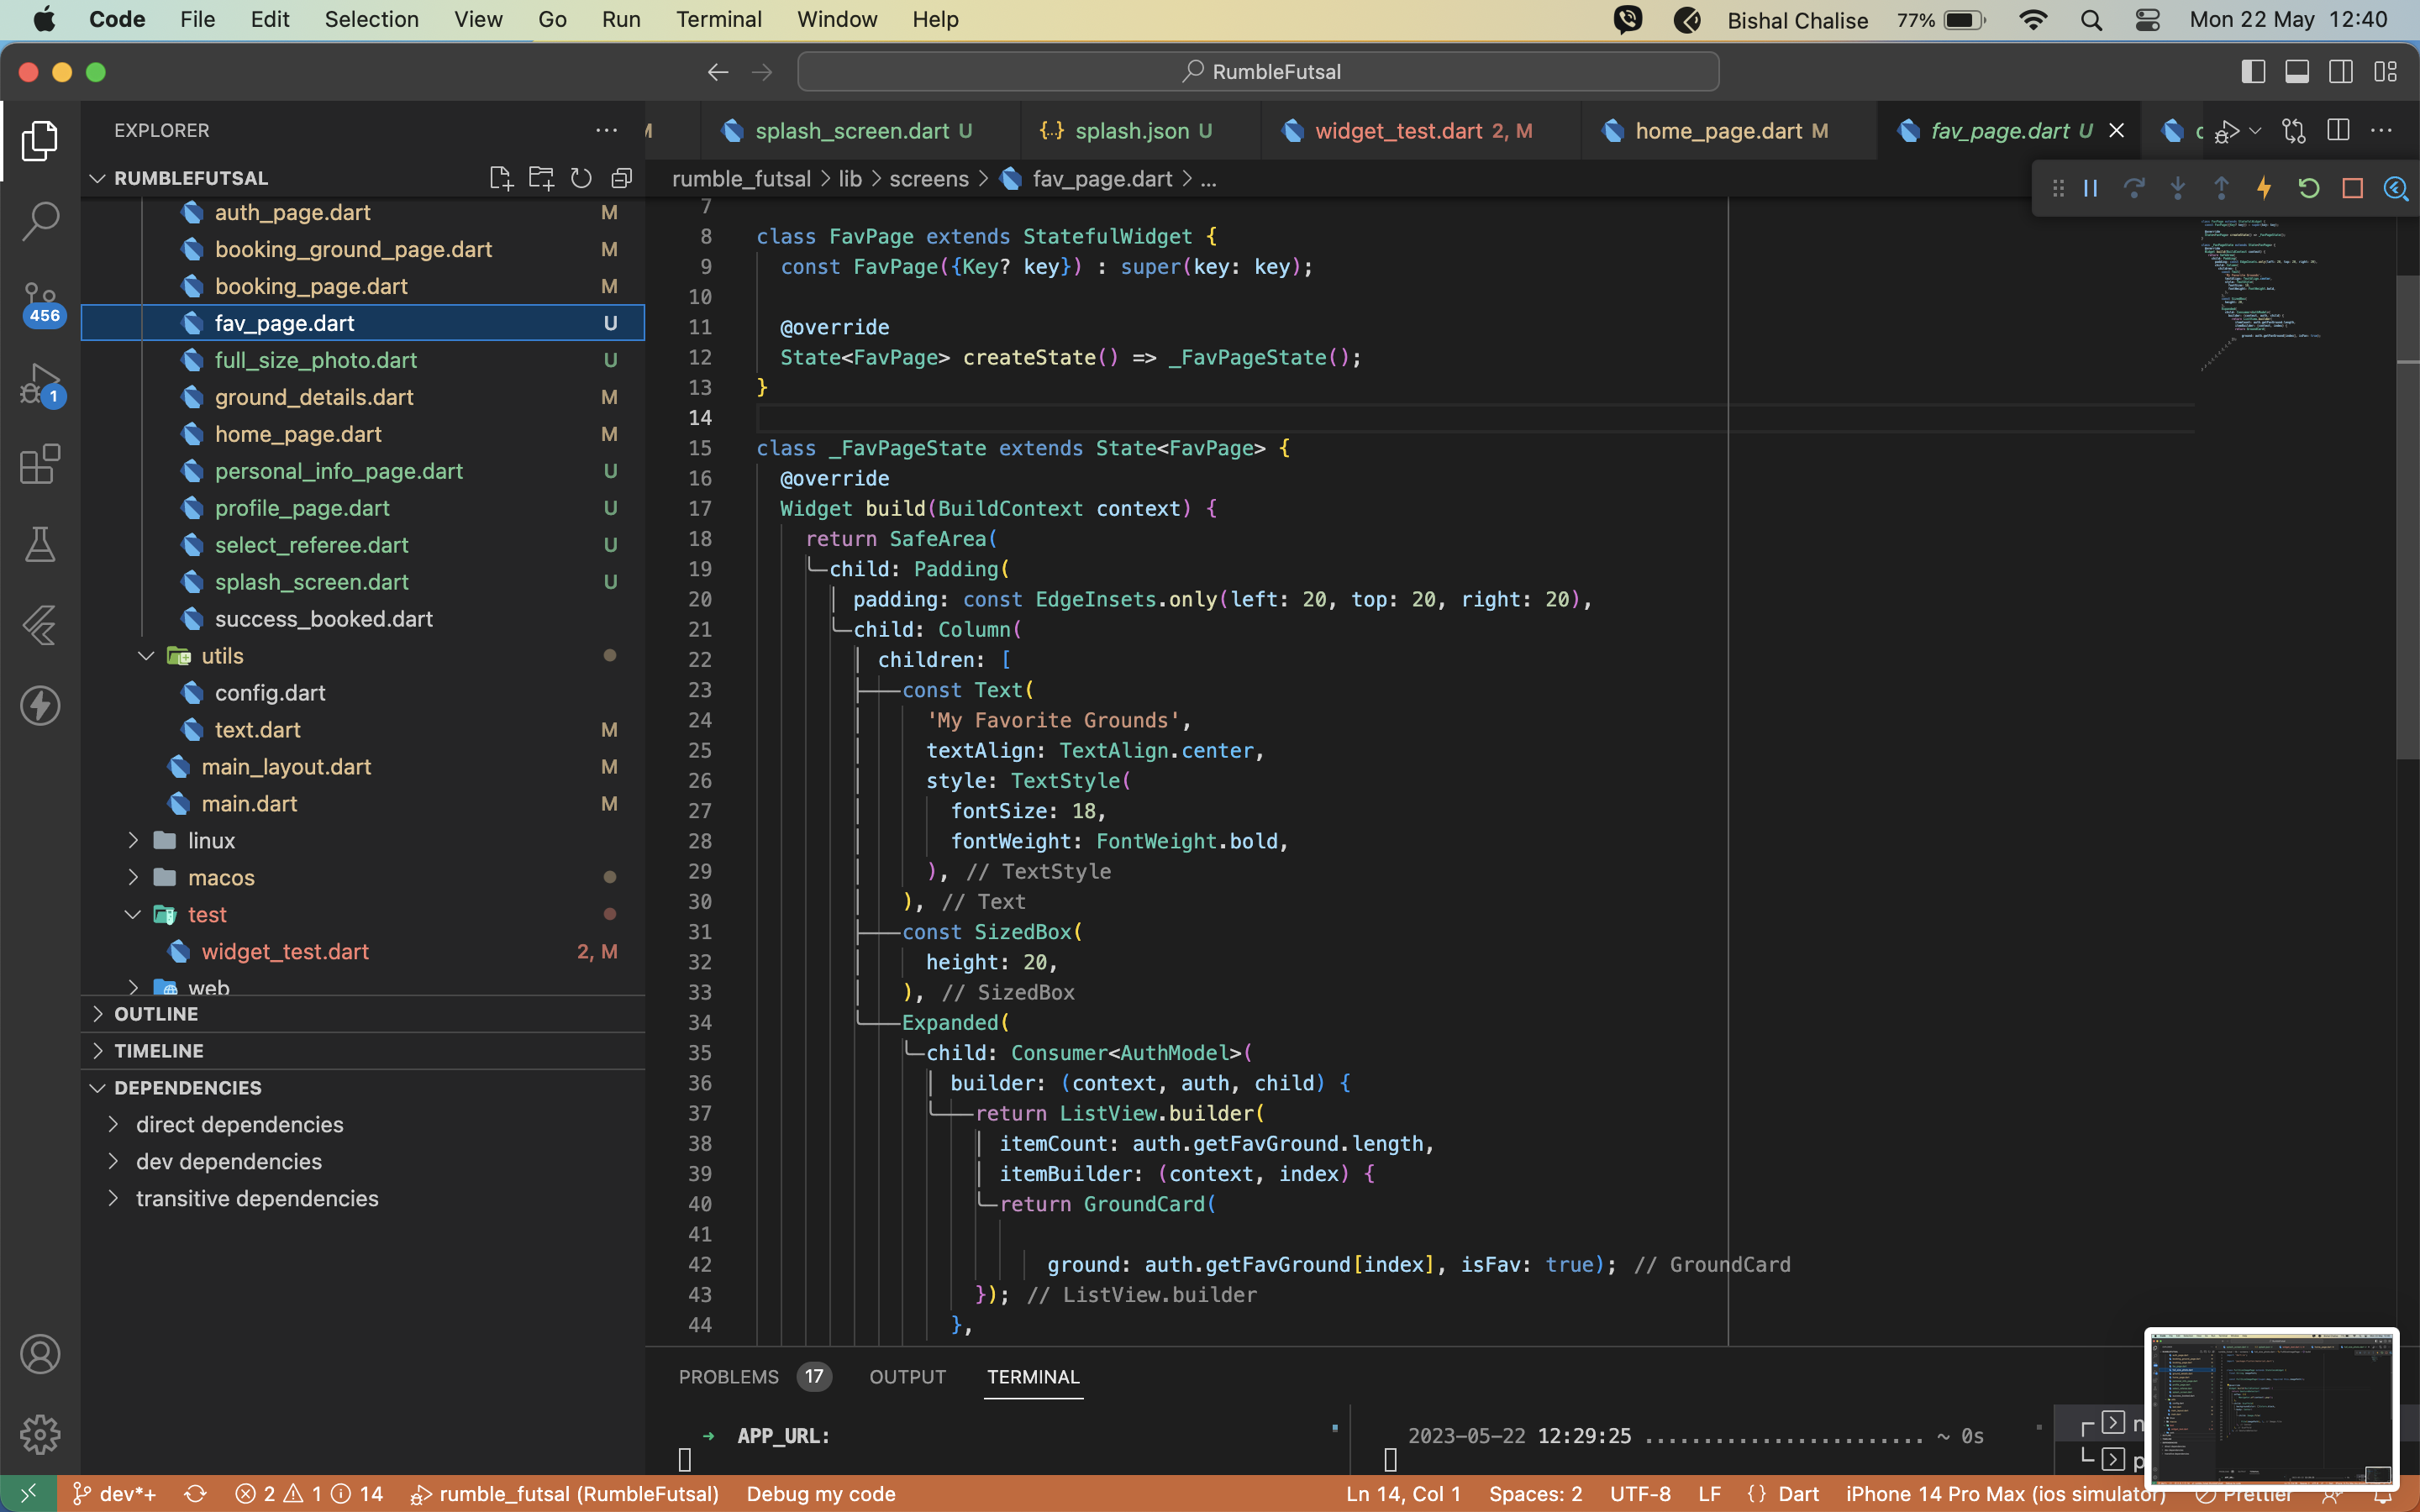 Code File Edit Selection View Go Run Terminal Window Help
Bishal Chalise 77% Mon 22 May 12:40
RumbleFutsal
EXPLORER
RUMBLEFUTSAL
auth_page.dart M
booking_ground_page.dart M
booking_page.dart M
fav_page.dart U
full_size_photo.dart U
ground_details.dart M
home_page.dart M
personal_info_page.dart U
profile_page.dart U
select_referee.dart U
splash_screen.dart U
success_booked.dart
utils
config.dart
text.dart M
main_layout.dart M
main.dart M
linux
macos
test
widget_test.dart 2, M
web
OUTLINE
TIMELINE
DEPENDENCIES
direct dependencies
dev dependencies
transitive dependencies
456
1
splash_screen.dart U
{..} splash.json U
widget_test.dart 2, M
home_page.dart M
fav_page.dart U
rumble_futsal > lib > screens > fav_page.dart > ...
7
8 class FavPage extends StatefulWidget {
9 const FavPage({Key? key}) : super(key: key);
10
11 @override
12 State<FavPage> createState() => _FavPageState();
13 }
14
15 class _FavPageState extends State<FavPage> {
16 @override
17 Widget build(BuildContext context) {
18 return SafeArea(
19 child: Padding(
20 padding: const EdgeInsets.only(left: 20, top: 20, right: 20),
21 child: Column(
22 children: [
23 const Text(
24 'My Favorite Grounds',
25 textAlign: TextAlign.center,
26 style: TextStyle(
27 fontSize: 18,
28 fontWeight: FontWeight.bold,
29 ), // TextStyle
30 ), // Text
31 const SizedBox(
32 height: 20,
33 ), // SizedBox
34 Expanded(
35 child: Consumer<AuthModel>(
36 builder: (context, auth, child) {
37 return ListView.builder(
38 itemCount: auth.getFavGround.length,
39 itemBuilder: (context, index) {
40 return GroundCard(
41
42 ground: auth.getFavGround[index], isFav: true); // GroundCard
43 }); // ListView.builder
44 },
PROBLEMS 17 OUTPUT TERMINAL
➜ APP_URL:
2023-05-22 12:29:25 ....................... ~ 0s
dev*+ 2 1 14 rumble_futsal (RumbleFutsal) Debug my code
Ln 14, Col 1 Spaces: 2 UTF-8 LF {} Dart iPhone 14 Pro Max (ios simulator) Prettier